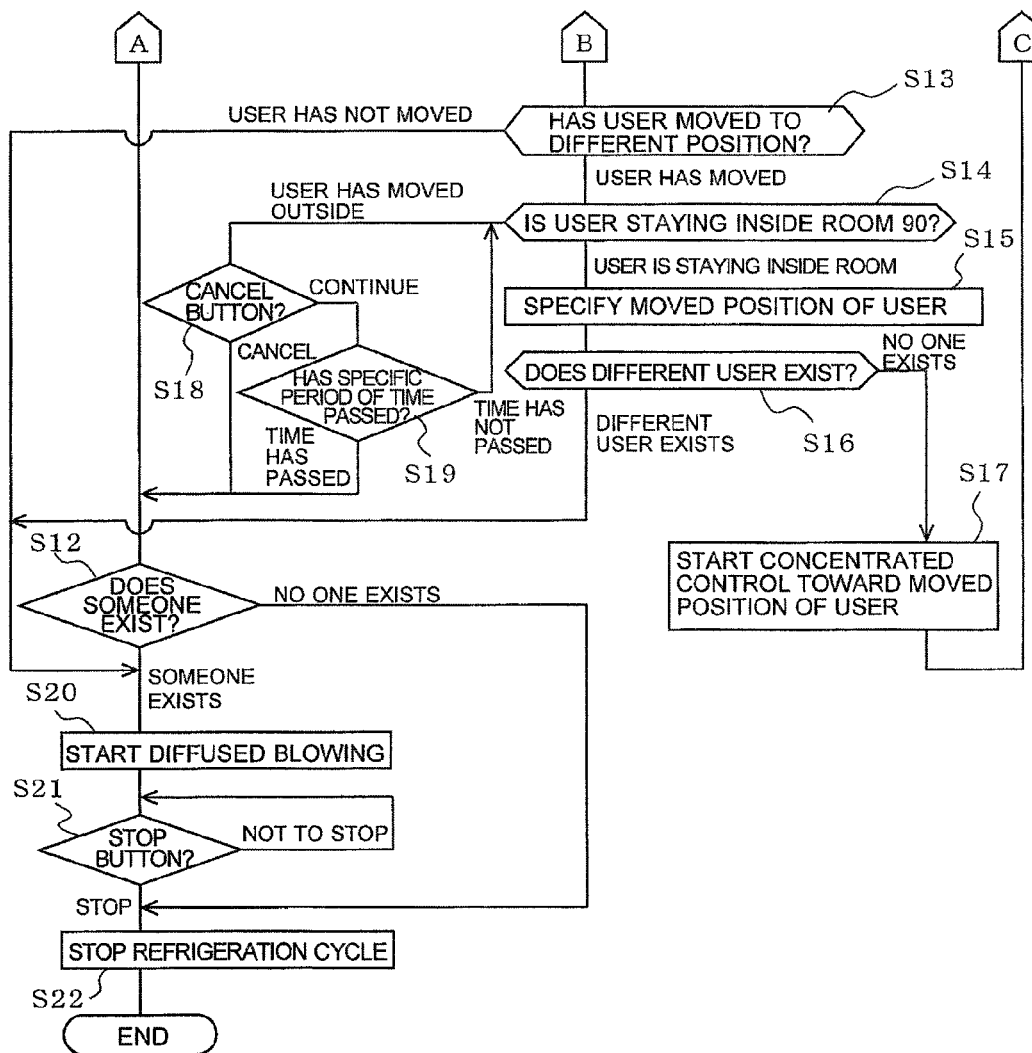 A
B
C
S13
USER HAS NOT MOVED
HAS USER MOVED TO
DIFFERENT POSITION?
USER HAS MOVED
S14
USER HAS MOVED
OUTSIDE
IS USER STAYING INSIDE ROOM 90?
S15
USER IS STAYING INSIDE ROOM
CANCEL
BUTTON?
CONTINUE
SPECIFY MOVED POSITION OF USER
S18
CANCEL
NO ONE
EXISTS
HAS SPECIFIC
PERIOD OF TIME
PASSED?
DOES DIFFERENT USER EXIST?
TIME HAS
NOT
PASSED
DIFFERENT
USER EXISTS
S16
TIME
HAS
PASSED
S19
S17
S12
START CONCENTRATED
CONTROL TOWARD MOVED
POSITION OF USER
DOES
SOMEONE
EXIST?
NO ONE EXISTS
SOMEONE
EXISTS
S20
START DIFFUSED BLOWING
S21
STOP
BUTTON?
NOT TO STOP
STOP
STOP REFRIGERATION CYCLE
S22
END